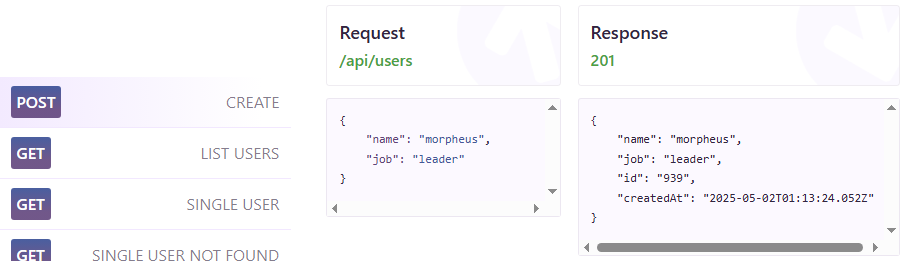 POST CREATE
GET LIST USERS
GET SINGLE USER
GET SINGLE USER NOT FOUND
Request
/api/users
{
    "name": "morpheus",
    "job": "leader"
}
Response
201
{
    "name": "morpheus",
    "job": "leader",
    "id": "939",
    "createdAt": "2025-05-02T01:13:24.052Z"
}